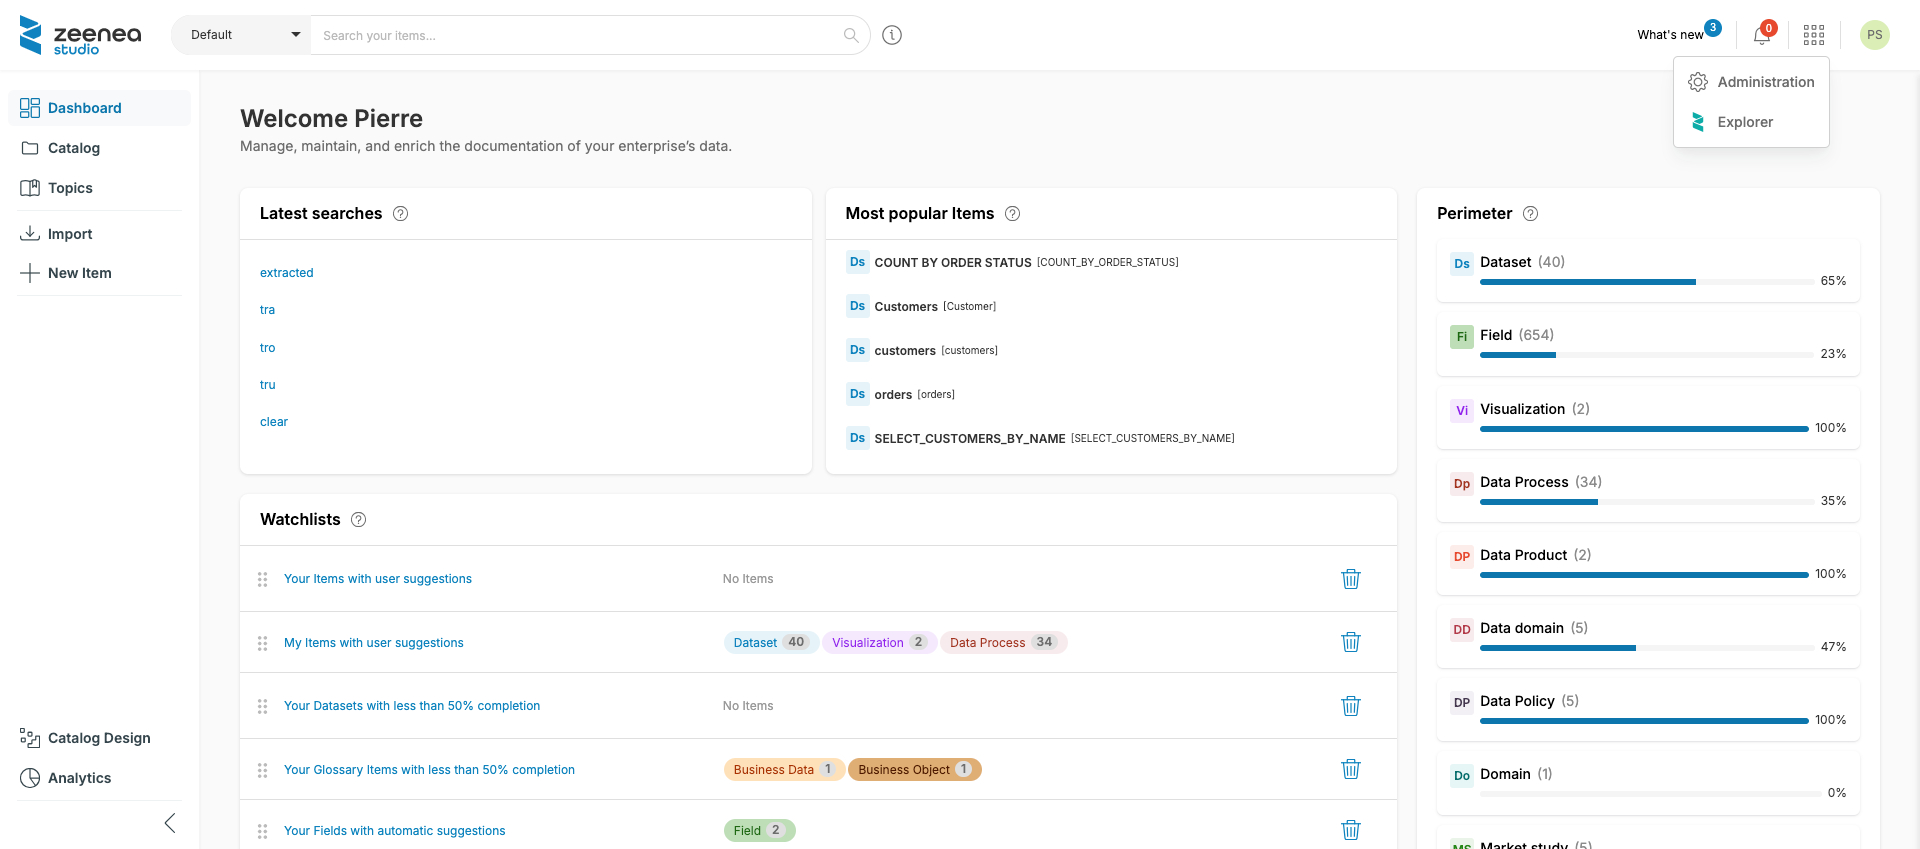 zeenea
studio
Default
Search your items...
What's new
3
0
PS
Administration
Explorer
Dashboard
Catalog
Topics
Import
New Item
Catalog Design
Analytics
Welcome Pierre
Manage, maintain, and enrich the documentation of your enterprise's data.
Latest searches
extracted
tra
tro
tru
clear
Most popular Items
Ds COUNT BY ORDER STATUS [COUNT_BY_ORDER_STATUS]
Ds Customers [Customer]
Ds customers [customers]
Ds orders [orders]
Ds SELECT_CUSTOMERS_BY_NAME [SELECT_CUSTOMERS_BY_NAME]
Watchlists
Your Items with user suggestions No Items
My Items with user suggestions Dataset 40 Visualization 2 Data Process 34
Your Datasets with less than 50% completion No Items
Your Glossary Items with less than 50% completion Business Data 1 Business Object 1
Your Fields with automatic suggestions Field 2
Perimeter
Ds Dataset (40)
65%
Fi Field (654)
23%
Vi Visualization (2)
100%
Dp Data Process (34)
35%
DP Data Product (2)
100%
DD Data domain (5)
47%
DP Data Policy (5)
100%
Do Domain (1)
0%
MS Market study (5)